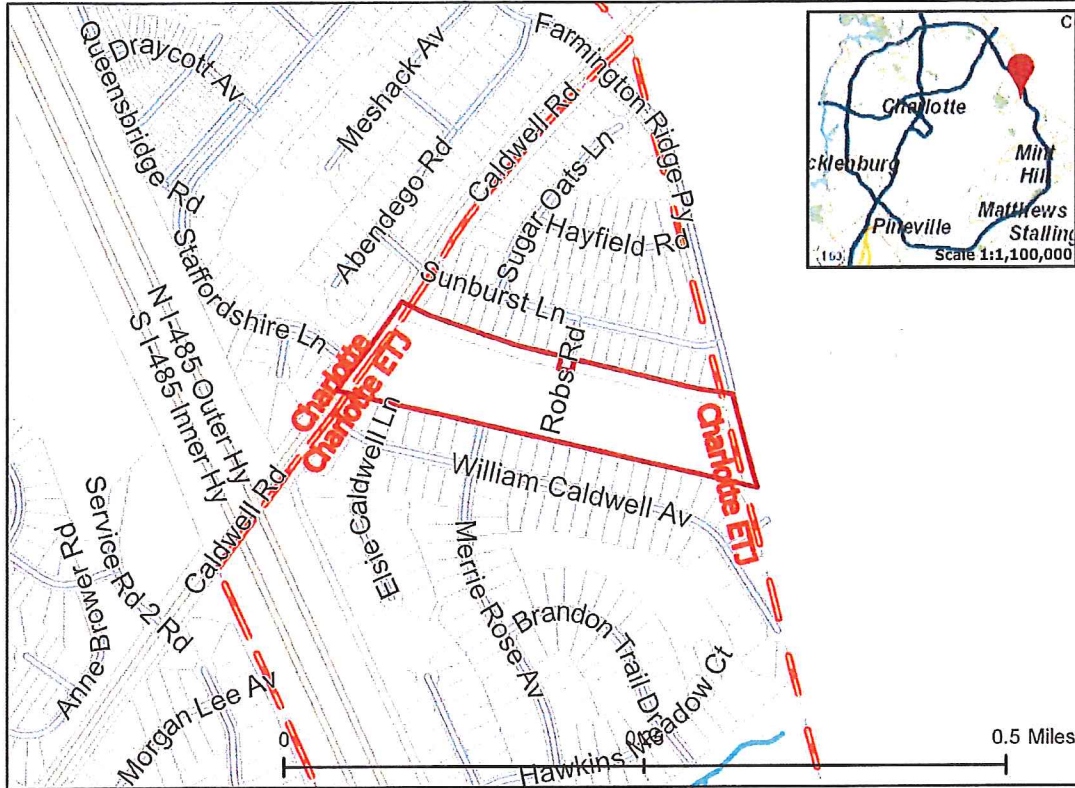 Draycott Av
Queensbridge Rd
Meshack Av
Farmington Ridge Py
Caldwell Rd
Abendego Rd
Sugar Oats Ln
Hayfield Rd
Staffordshire Ln
Sunburst Ln
N I-485 Outer Hy
S I-485 Inner Hy
Charlotte
Charlotte ETJ
Robs Rd
Charlotte ETJ
Elsie Caldwell Ln
William Caldwell Av
Caldwell Rd
Service Rd 2 Rd
Anne Brower Rd
Merrie Rose Av
Brandon Trail Dr
Morgan Lee Av
Hawkins Meadow Ct
0
0.5 Miles
C
Charlotte
cklenburg
Mint
Hill
Matthews
Stalling
Pineville
Scale 1:1,100,000